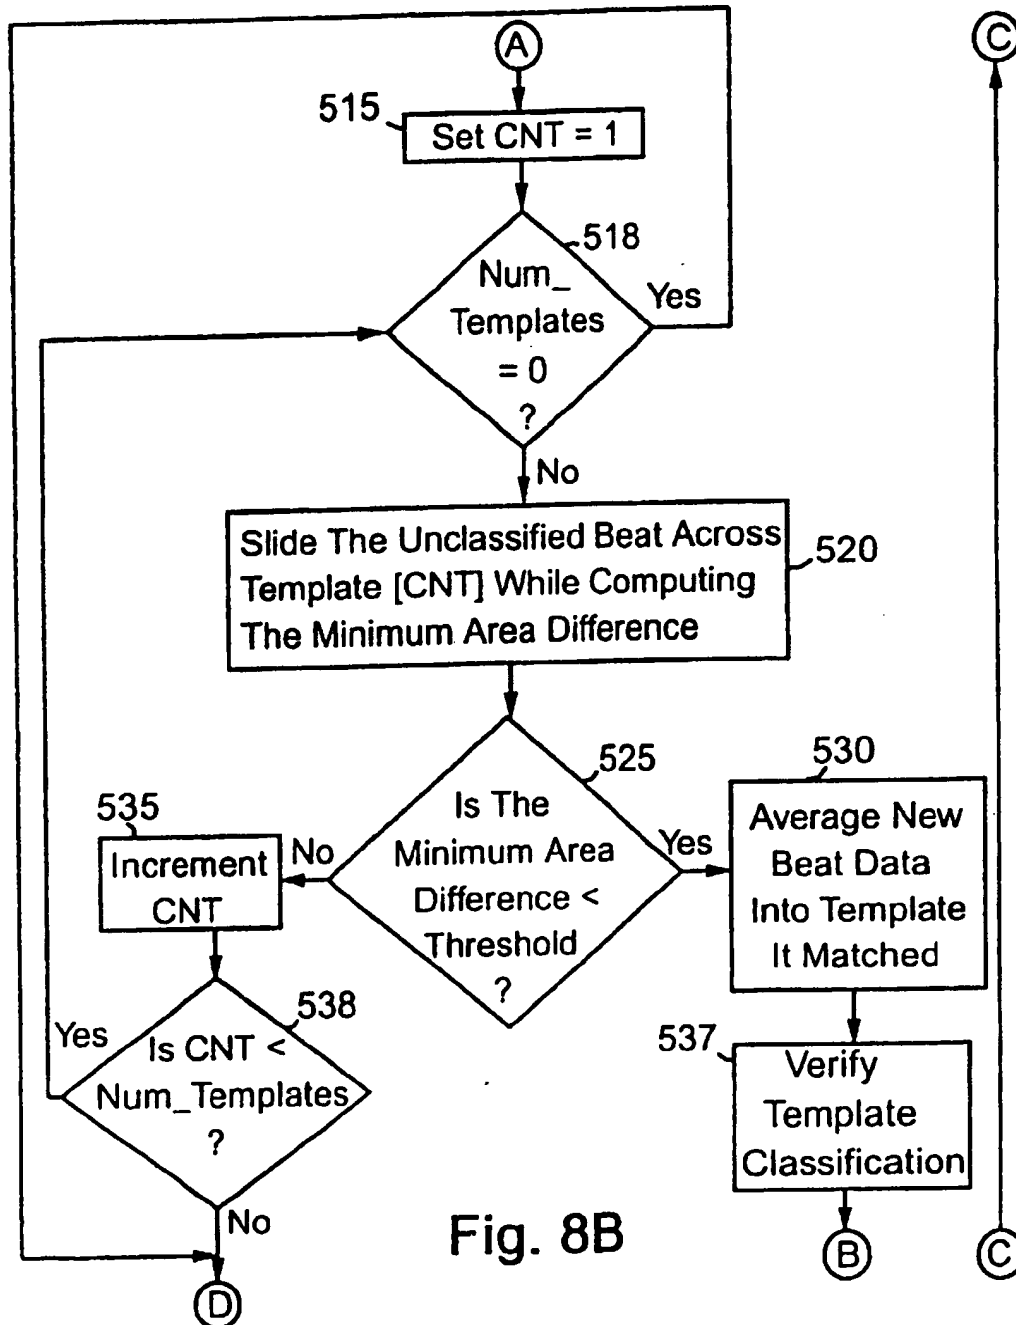 A
C
515
Set CNT = 1
518
Num_
Templates
= 0
?
Yes
No
Slide The Unclassified Beat Across
Template [CNT] While Computing
The Minimum Area Difference
520
525
Is The
Minimum Area
Difference <
Threshold
?
Yes
No
530
Average New
Beat Data
Into Template
It Matched
535
Increment
CNT
538
Is CNT <
Num_Templates
?
Yes
No
537
Verify
Template
Classification
Fig. 8B
B
C
D